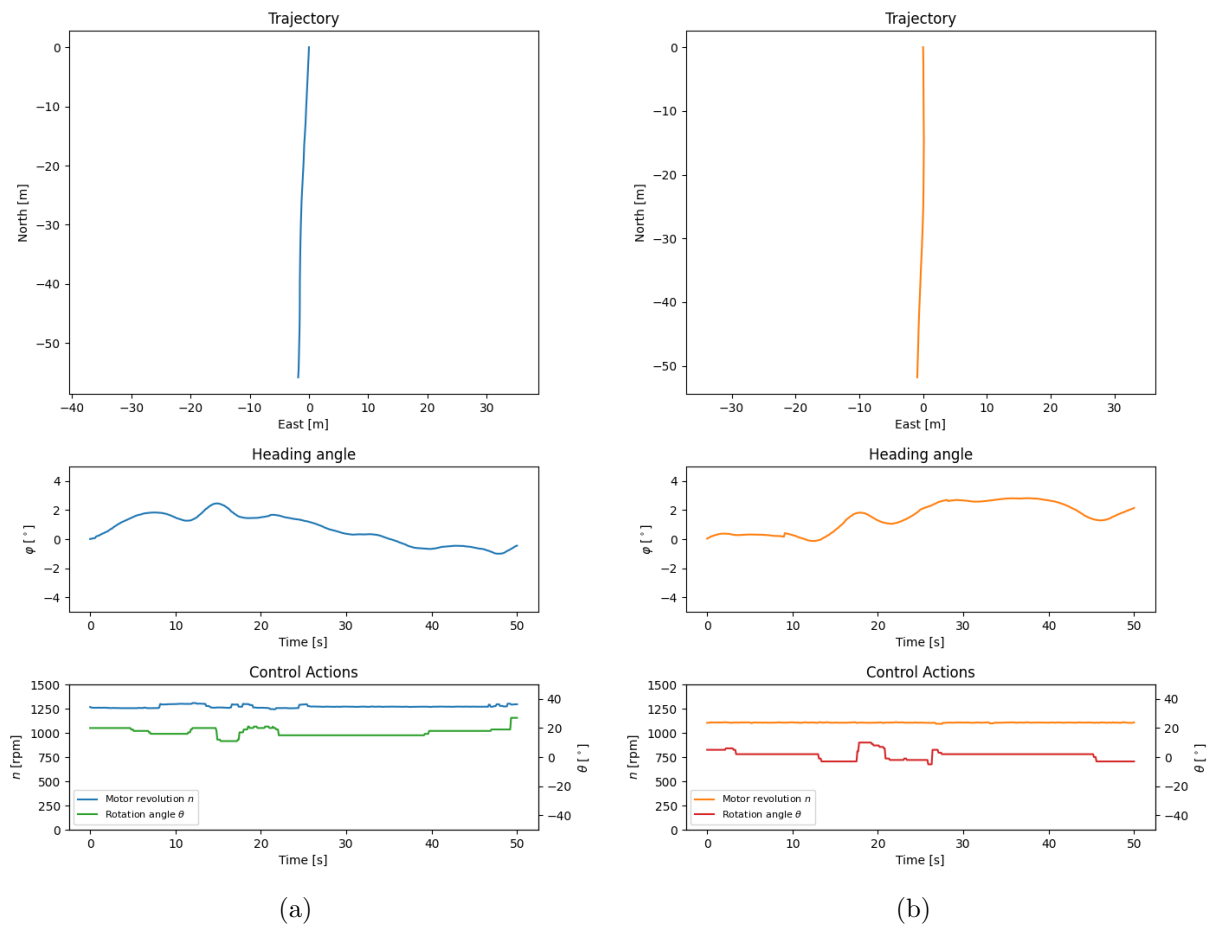 Trajectory
0
−10
−20
−30
−40
−50
North [m]
−40 −30 −20 −10 0 10 20 30
East [m]
Heading angle
4
2
0
−2
−4
φ [°]
0 10 20 30 40 50
Time [s]
Control Actions
1500
1250
1000
750
500
250
0
n [rpm]
40
20
0
−20
−40
θ [°]
Motor revolution n
Rotation angle θ
0 10 20 30 40 50
Time [s]
(a)
Trajectory
0
−10
−20
−30
−40
−50
North [m]
−30 −20 −10 0 10 20 30
East [m]
Heading angle
4
2
0
−2
−4
φ [°]
0 10 20 30 40 50
Time [s]
Control Actions
1500
1250
1000
750
500
250
0
n [rpm]
40
20
0
−20
−40
θ [°]
Motor revolution n
Rotation angle θ
0 10 20 30 40 50
Time [s]
(b)